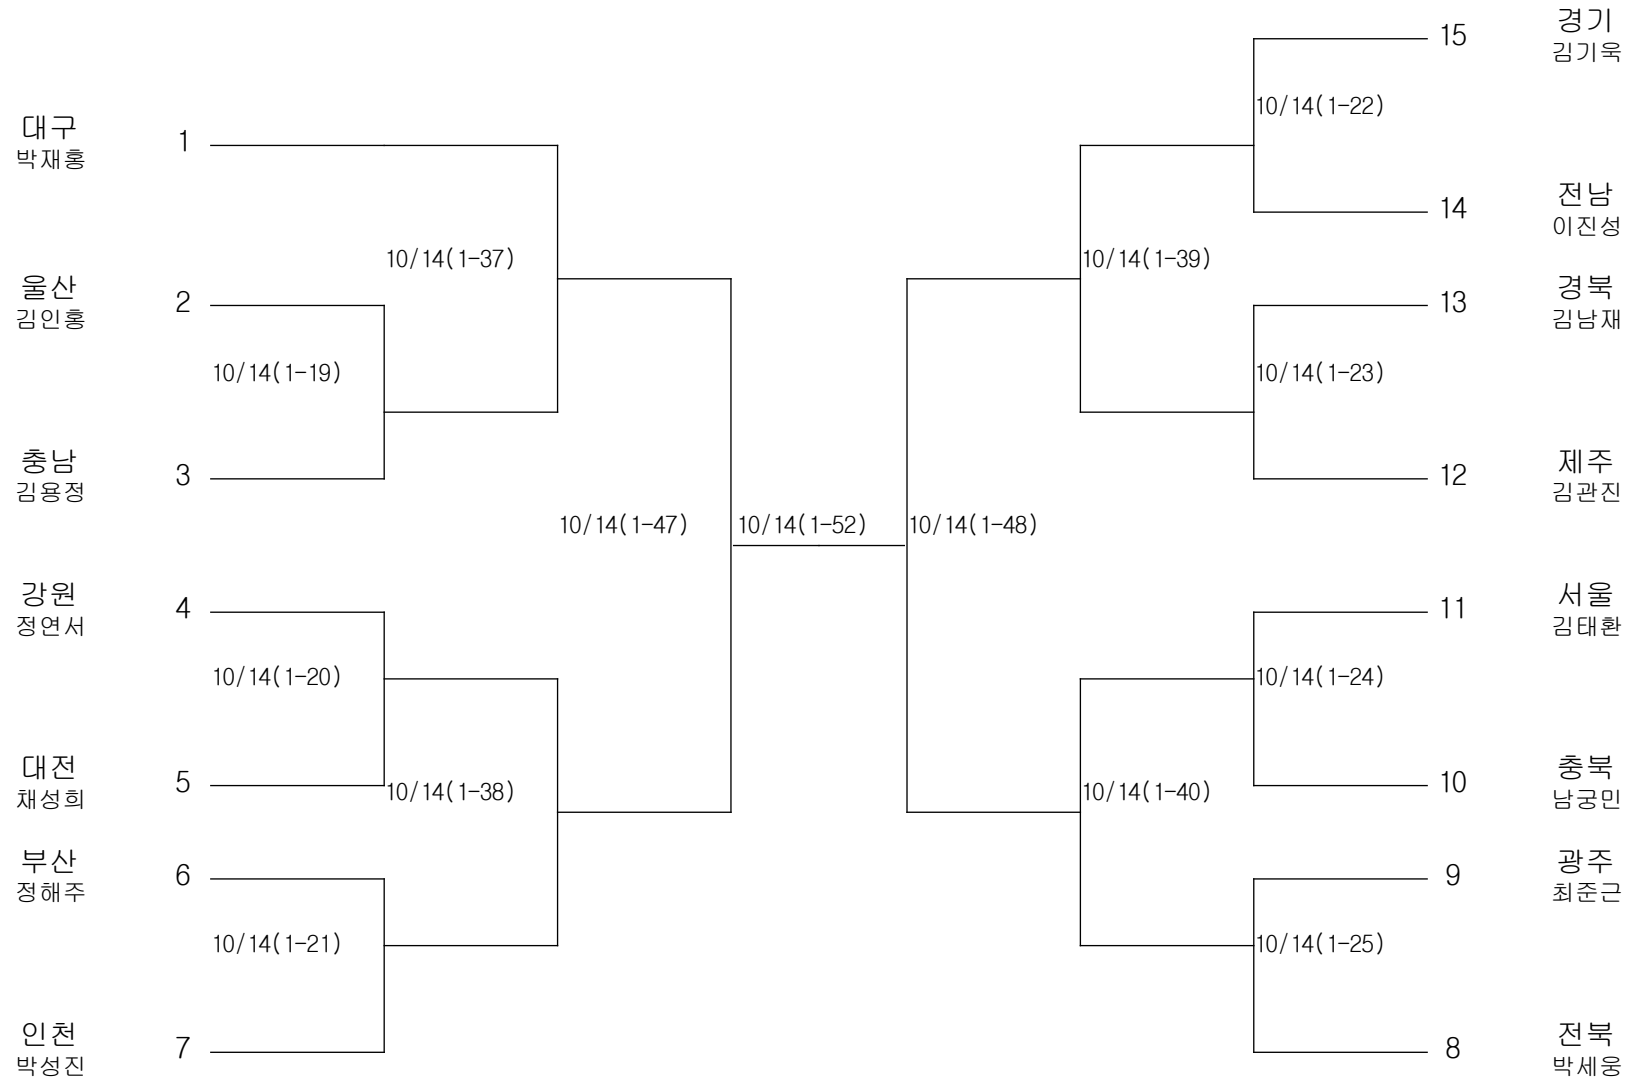 경기
15
김기욱
10/14(1-22)
대구
1
박재홍
전남
14
이진성
10/14(1-37)
10/14(1-39)
울산
2
김인홍
경북
13
김남재
10/14(1-19)
10/14(1-23)
충남
3
김용정
제주
12
김관진
10/14(1-47)
10/14(1-52)
10/14(1-48)
강원
4
정연서
서울
11
김태환
10/14(1-20)
10/14(1-24)
대전
5
채성희
10/14(1-38)
10/14(1-40)
충북
10
남궁민
부산
6
정해주
광주
9
최준근
10/14(1-21)
10/14(1-25)
인천
7
박성진
전북
8
박세웅